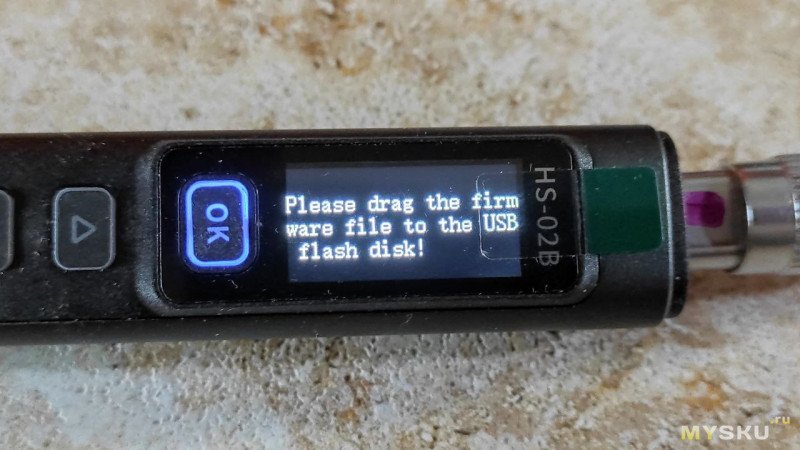 OK
Please drag the firm
ware file to the USB
flash disk!
HS-02B
MYSKU.ru